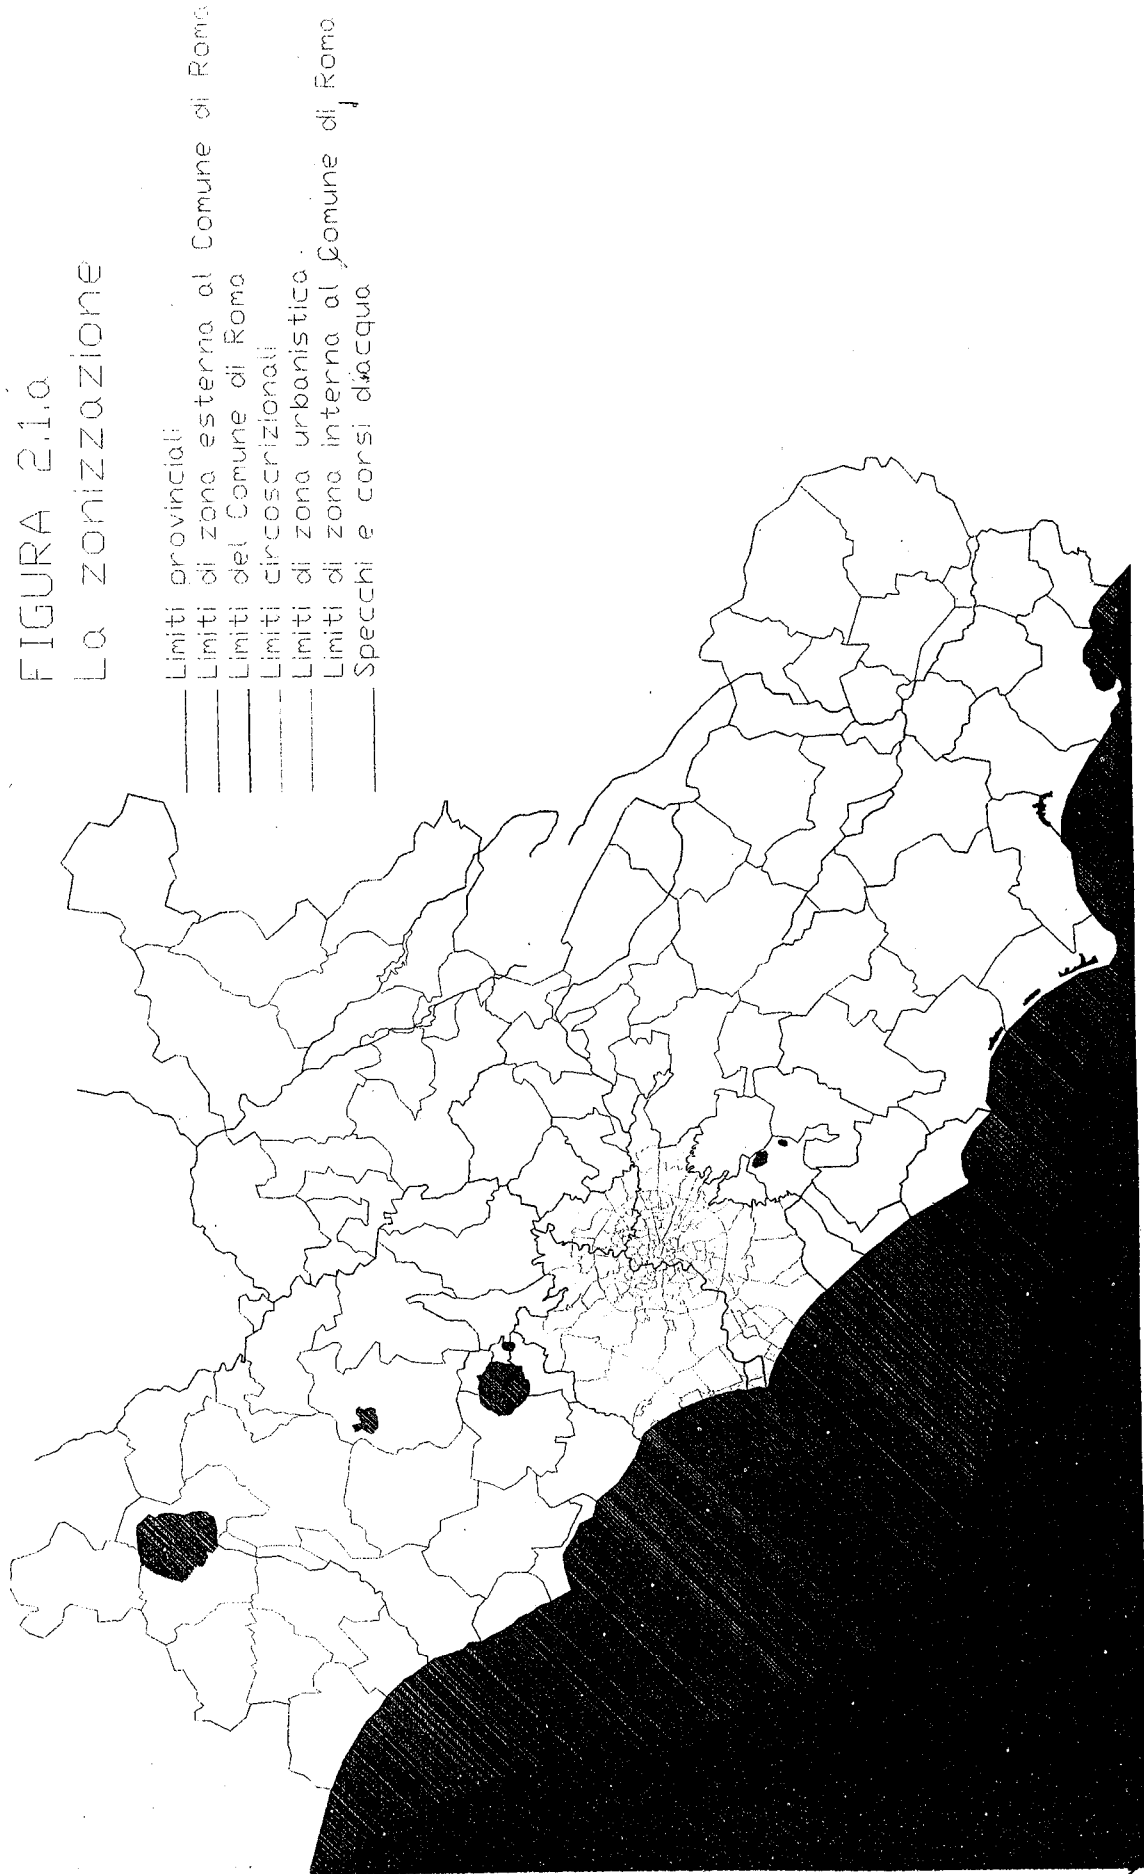 FIGURA 2.1.a
La zonizzazione
Limiti provinciali
Limiti di zona esterna al Comune di Roma
Limiti del Comune di Roma
Limiti circoscrizionali
Limiti di zona urbanistica
Limiti di zona interna al Comune di Roma
Specchi e corsi d'acqua